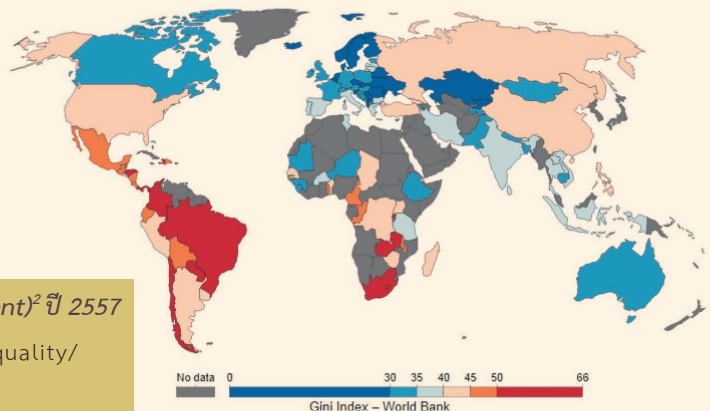 nt)² ปี 2557
quality/
No data 0 30 35 40 45 50 66
Gini Index – World Bank